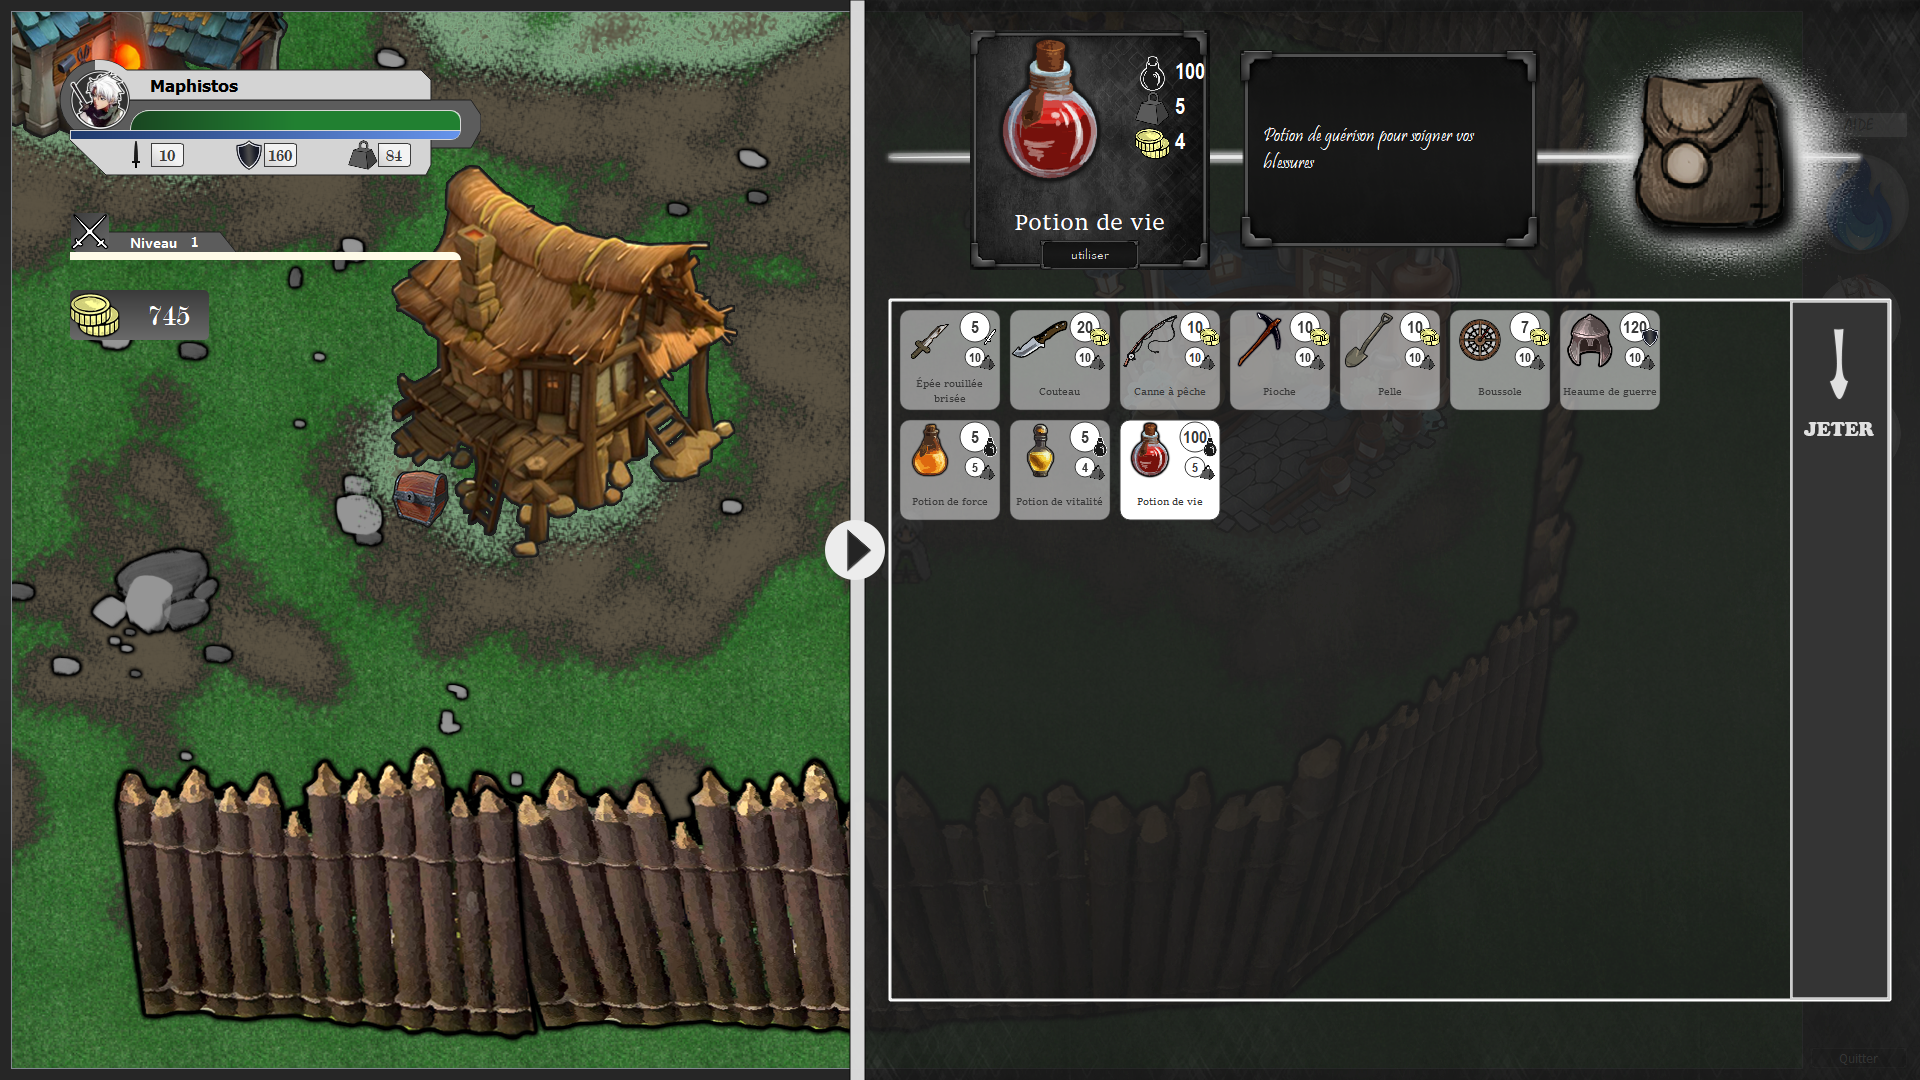 Maphistos
10
160
84
Niveau 1
745
100
5
4
Potion de vie
utiliser
Potion de guérison pour soigner vos
blessures
5
10
Épée rouillée
brisée
20
10
Couteau
10
10
Canne à pêche
10
10
Pioche
10
10
Pelle
7
10
Boussole
120
10
Heaume de guerre
5
5
Potion de force
5
4
Potion de vitalité
100
5
Potion de vie
JETER
Quitter